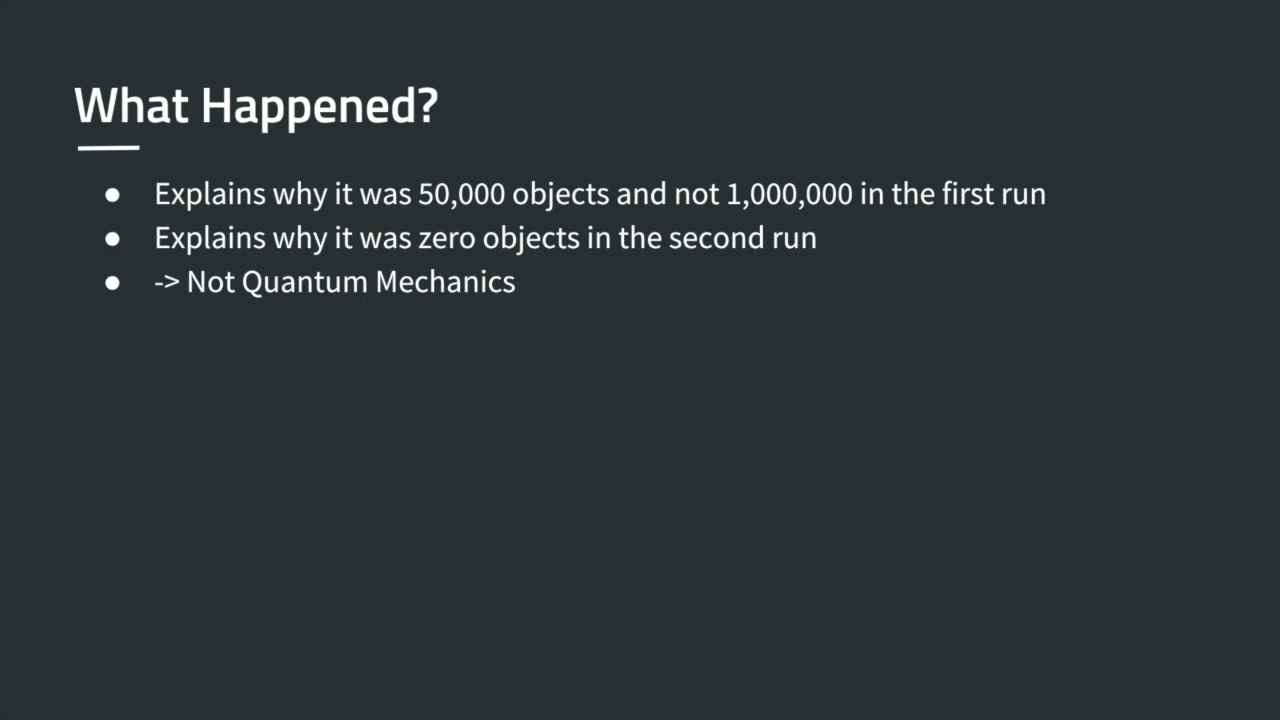 What Happened?
● Explains why it was 50,000 objects and not 1,000,000 in the first run
● Explains why it was zero objects in the second run
● -> Not Quantum Mechanics